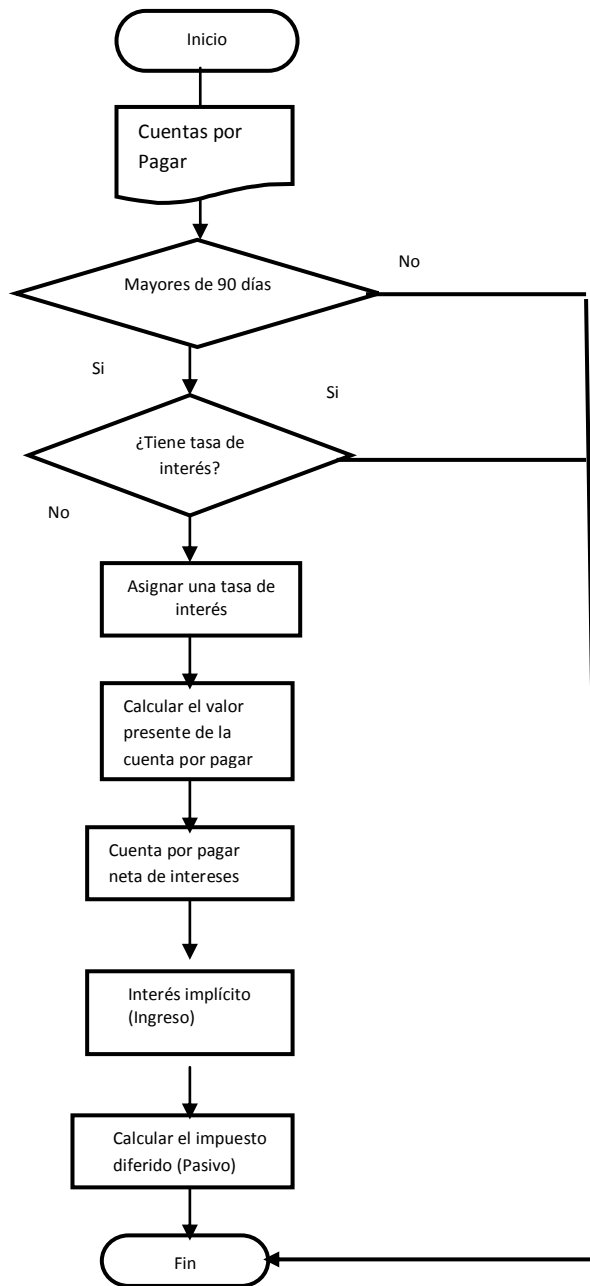 Inicio
Cuentas por
Pagar
Mayores de 90 días
No
Si
Si
¿Tiene tasa de
interés?
No
Asignar una tasa de
interés
Calcular el valor
presente de la
cuenta por pagar
Cuenta por pagar
neta de intereses
Interés implícito
(Ingreso)
Calcular el impuesto
diferido (Pasivo)
Fin